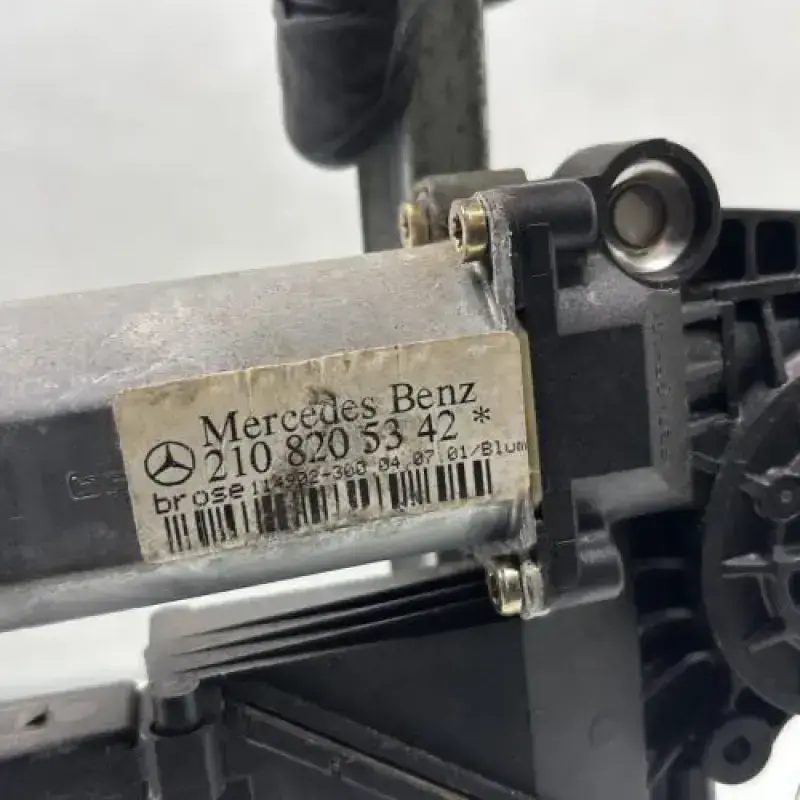 Mercedes Benz
210 820 53 42 *
brose 114902-300 04.07.01/Blum